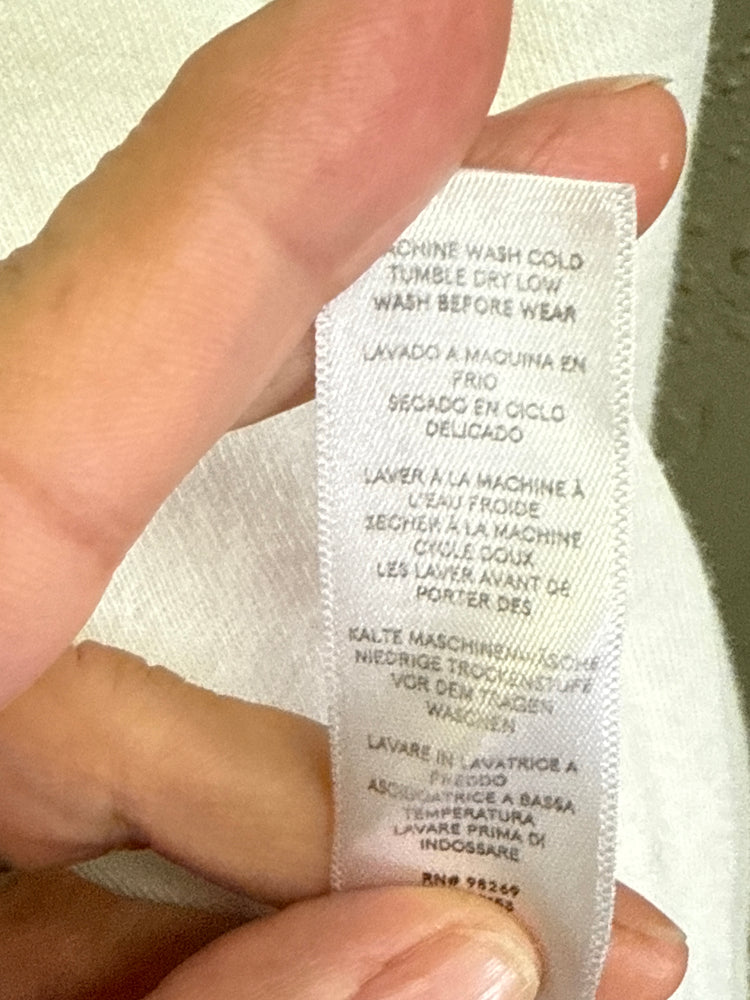 MACHINE WASH COLD
TUMBLE DRY LOW
WASH BEFORE WEAR
LAVADO A MAQUINA EN
FRIO
SECADO EN CICLO
DELICADO
LAVER À LA MACHINE À
L'EAU FROIDE
SECHER A LA MACHINE
CYCLE DOUX
LES LAVER AVANT DE
PORTER DES
KALTE MASCHINENWÄSCHE
NIEDRIGE TROCKENSTUFE
VOR DEM TRAGEN
WASCHEN
LAVARE IN LAVATRICE A
FREDDO
ASCIUGATRICE A BASSA
TEMPERATURA
LAVARE PRIMA DI
INDOSSARE
RN# 98269